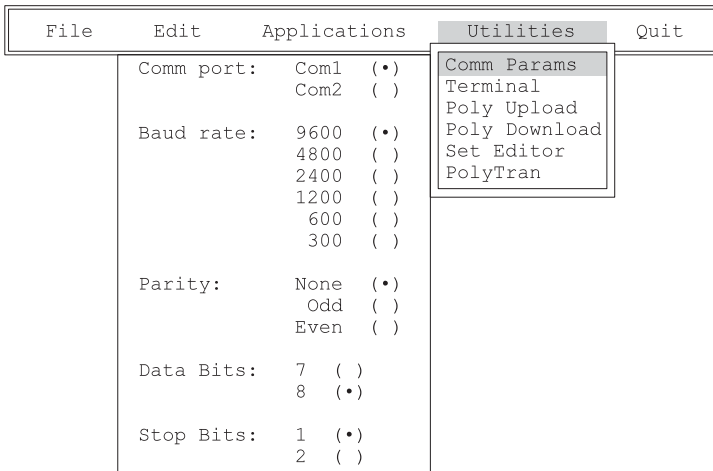 File Edit Applications Utilities Quit
Comm port: Com1 (•)
Com2 ( )
Baud rate: 9600 (•)
4800 ( )
2400 ( )
1200 ( )
600 ( )
300 ( )
Parity: None (•)
Odd ( )
Even ( )
Data Bits: 7 ( )
8 (•)
Stop Bits: 1 (•)
2 ( )
Comm Params
Terminal
Poly Upload
Poly Download
Set Editor
PolyTran